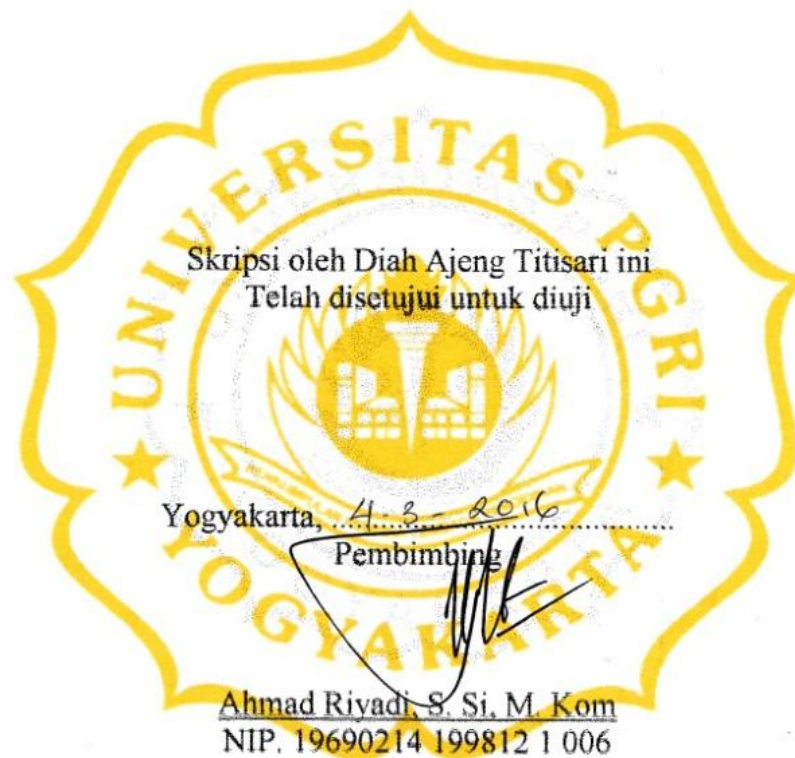 UNIVERSITAS PGRI
YOGYAKARTA
Skripsi oleh Diah Ajeng Titisari ini
Telah disetujui untuk diuji
Yogyakarta, 4-3-2016
Pembimbing
Ahmad Riyadi, S. Si, M. Kom
NIP. 19690214 199812 1 006